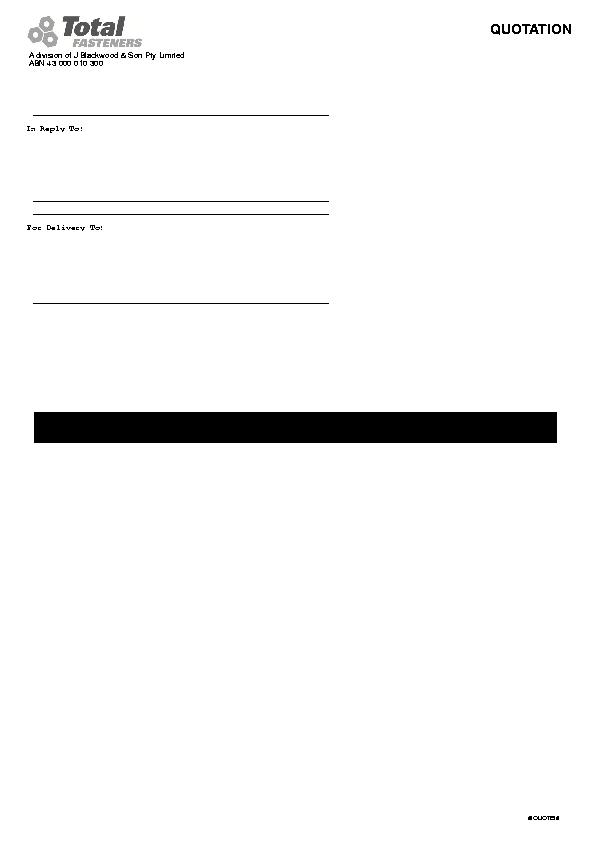 Total
FASTENERS
QUOTATION
A division of J Blackwood & Son Pty Limited
ABN 43 000 010 300
In Reply To:
For Delivery To: